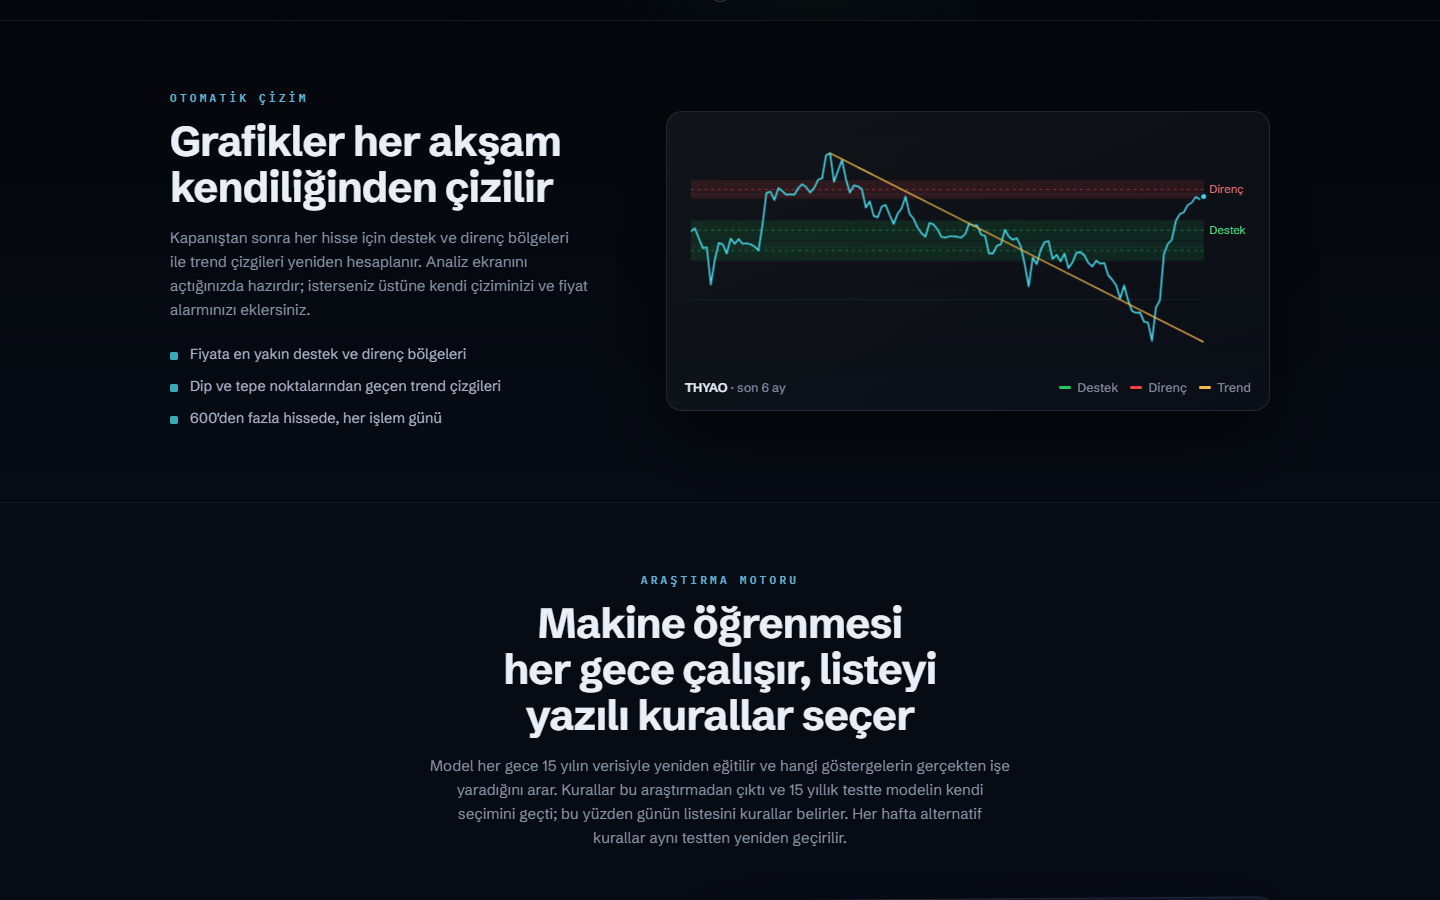 OTOMATİK ÇİZİM
Grafikler her akşam
kendiliğinden çizilir
Kapanıştan sonra her hisse için destek ve direnç bölgeleri
ile trend çizgileri yeniden hesaplanır. Analiz ekranını
açtığınızda hazırdır; isterseniz üstüne kendi çiziminizi ve fiyat
alarmınızı eklersiniz.
Fiyata en yakın destek ve direnç bölgeleri
Dip ve tepe noktalarından geçen trend çizgileri
600'den fazla hissede, her işlem günü
Direnç
Destek
THYAO · son 6 ay
Destek
Direnç
Trend
ARAŞTIRMA MOTORU
Makine öğrenmesi
her gece çalışır, listeyi
yazılı kurallar seçer
Model her gece 15 yılın verisiyle yeniden eğitilir ve hangi göstergelerin gerçekten işe
yaradığını arar. Kurallar bu araştırmadan çıktı ve 15 yıllık testte modelin kendi
seçimini geçti; bu yüzden günün listesini kurallar belirler. Her hafta alternatif
kurallar aynı testten yeniden geçirilir.